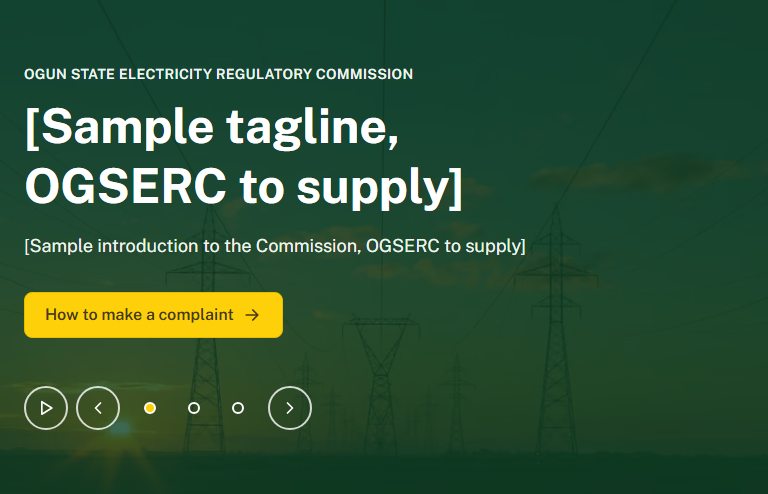 OGUN STATE ELECTRICITY REGULATORY COMMISSION
[Sample tagline,
OGSERC to supply]
[Sample introduction to the Commission, OGSERC to supply]
How to make a complaint